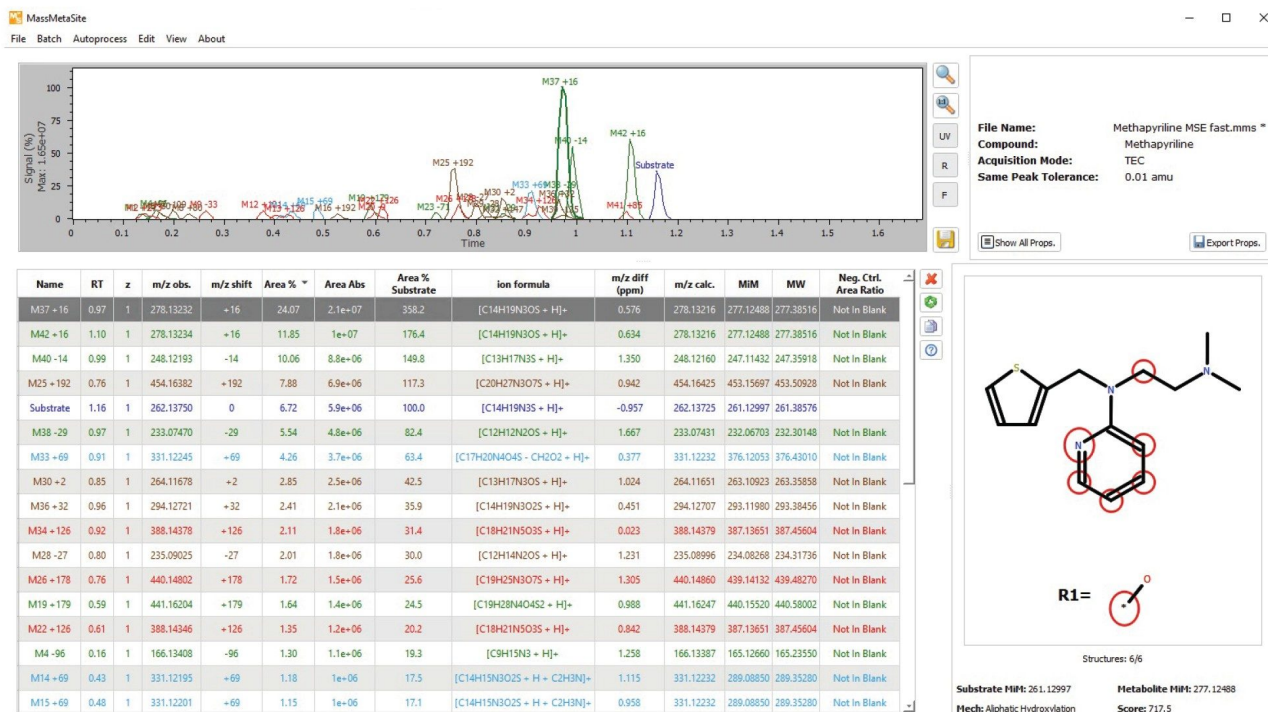 MassMetaSite
File Batch Autoprocess Edit View About
M37 +16
M42 +16
M40 -14
Substrate
M25 +192
M33 +69
M30 +2
M15 +69
M16 +192
M23 -71
M34 +126
M41 +85
Signal (%)
Max: 1.65e+07
100
75
50
25
0
0 0.1 0.2 0.3 0.4 0.5 0.6 0.7 0.8 0.9 1 1.1 1.2 1.3 1.4 1.5 1.6
Time
UV
R
F
File Name: Methapyriline MSE fast.mms *
Compound: Methapyriline
Acquisition Mode: TEC
Same Peak Tolerance: 0.01 amu
Show All Props. Export Props.
Name RT z m/z obs. m/z shift Area % Area Abs Area % Substrate ion formula m/z diff (ppm) m/z calc. MiM MW Neg. Ctrl. Area Ratio
M37 +16 0.97 1 278.13232 +16 24.07 2.1e+07 358.2 [C14H19N3OS + H]+ 0.576 278.13216 277.12488 277.38516 Not In Blank
M42 +16 1.10 1 278.13234 +16 11.85 1e+07 176.4 [C14H19N3OS + H]+ 0.634 278.13216 277.12488 277.38516 Not In Blank
M40 -14 0.99 1 248.12193 -14 10.06 8.8e+06 149.8 [C13H17N3S + H]+ 1.350 248.12160 247.11432 247.35918 Not In Blank
M25 +192 0.76 1 454.16382 +192 7.88 6.9e+06 117.3 [C20H27N3O7S + H]+ 0.942 454.16425 453.15697 453.50928 Not In Blank
Substrate 1.16 1 262.13750 0 6.72 5.9e+06 100.0 [C14H19N3S + H]+ -0.957 262.13725 261.12997 261.38576
M38 -29 0.97 1 233.07470 -29 5.54 4.8e+06 82.4 [C12H12N2OS + H]+ 1.667 233.07431 232.06703 232.30148 Not In Blank
M33 +69 0.91 1 331.12245 +69 4.26 3.7e+06 63.4 [C17H20N4O4S - CH2O2 + H]+ 0.377 331.12232 376.12053 376.43010 Not In Blank
M30 +2 0.85 1 264.11678 +2 2.85 2.5e+06 42.5 [C13H17N3OS + H]+ 1.024 264.11651 263.10923 263.35858 Not In Blank
M36 +32 0.96 1 294.12721 +32 2.41 2.1e+06 35.9 [C14H19N3O2S + H]+ 0.451 294.12707 293.11980 293.38456 Not In Blank
M34 +126 0.92 1 388.14378 +126 2.11 1.8e+06 31.4 [C18H21N5O3S + H]+ 0.023 388.14379 387.13651 387.45604 Not In Blank
M28 -27 0.80 1 235.09025 -27 2.01 1.8e+06 30.0 [C12H14N2OS + H]+ 1.231 235.08996 234.08268 234.31736 Not In Blank
M26 +178 0.76 1 440.14802 +178 1.72 1.5e+06 25.6 [C19H25N3O7S + H]+ 1.305 440.14860 439.14132 439.48270 Not In Blank
M19 +179 0.59 1 441.16204 +179 1.64 1.4e+06 24.5 [C19H28N4O4S2 + H]+ 0.988 441.16247 440.15520 440.58002 Not In Blank
M22 +126 0.61 1 388.14346 +126 1.35 1.2e+06 20.2 [C18H21N5O3S + H]+ 0.842 388.14379 387.13651 387.45604 Not In Blank
M4 -96 0.16 1 166.13408 -96 1.30 1.1e+06 19.3 [C9H15N3 + H]+ 1.258 166.13387 165.12660 165.23550 Not In Blank
M14 +69 0.43 1 331.12195 +69 1.18 1e+06 17.5 [C14H15N3O2S + H + C2H3N]+ 1.115 331.12232 289.08850 289.35280 Not In Blank
M15 +69 0.48 1 331.12201 +69 1.15 1e+06 17.1 [C14H15N3O2S + H + C2H3N]+ 0.958 331.12232 289.08850 289.35280 Not In Blank
S
N
N
N
R1=
O
Structures: 6/6
Substrate MiM: 261.12997 Metabolite MiM: 277.12488
Mech: Aliphatic Hydroxylation Score: 717.5